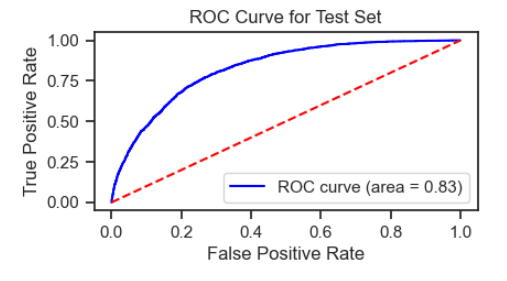 ROC Curve for Test Set
True Positive Rate
1.00
0.75
0.50
0.25
0.00
ROC curve (area = 0.83)
0.0 0.2 0.4 0.6 0.8 1.0
False Positive Rate